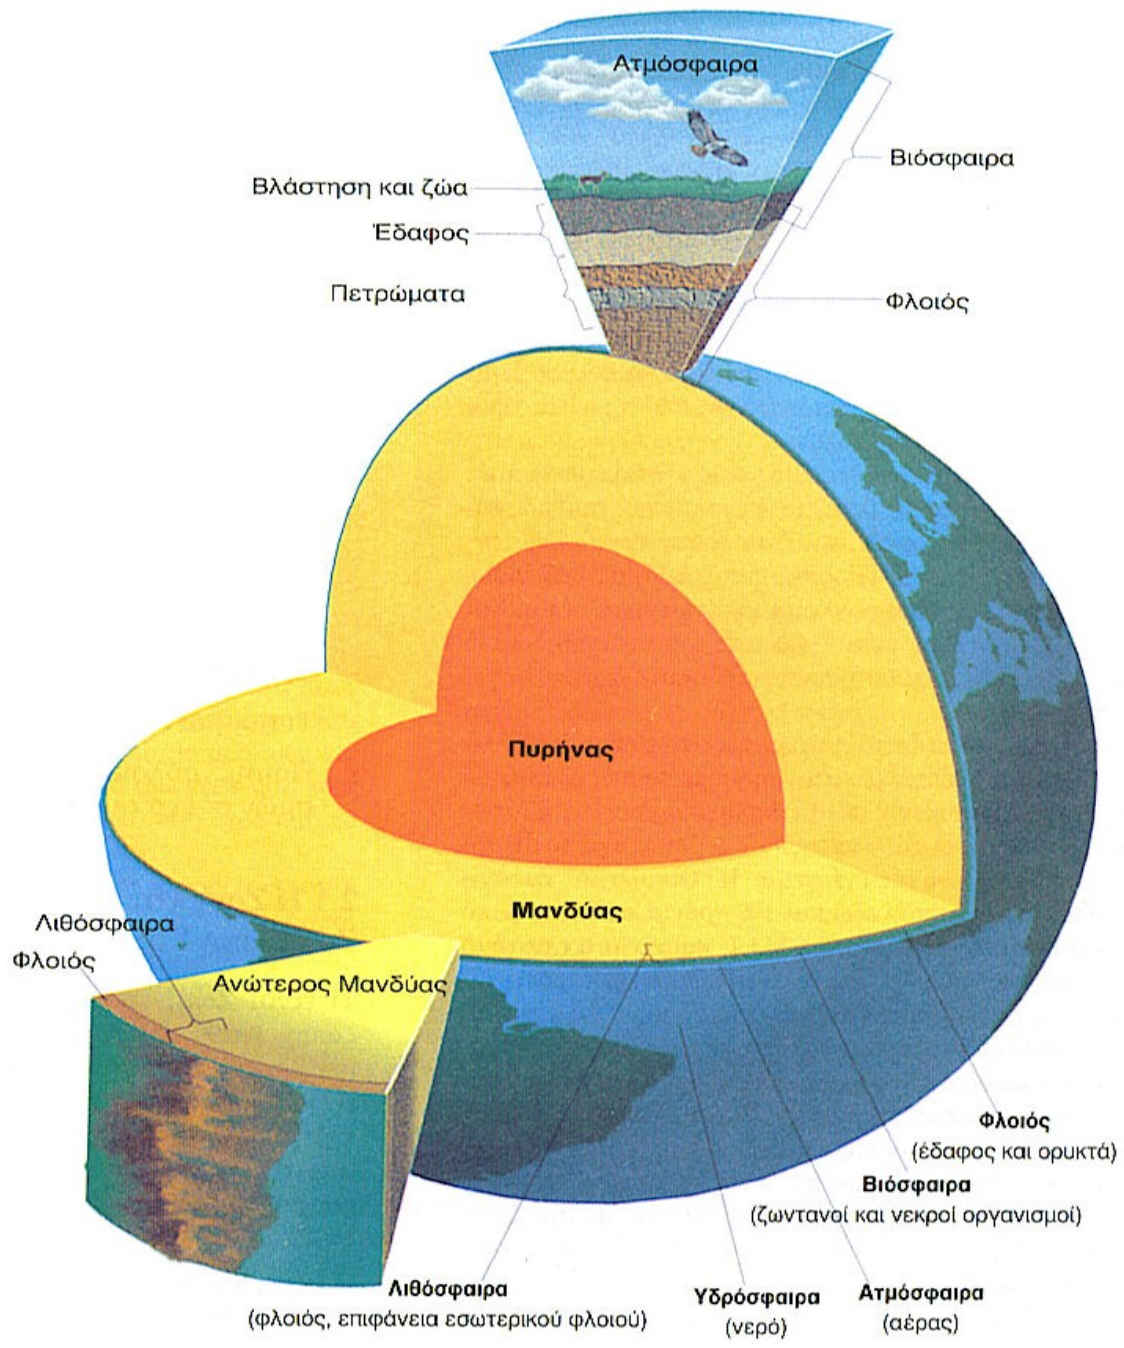 Ατμόσφαιρα
Βιόσφαιρα
Βλάστηση και ζώα
Έδαφος
Πετρώματα
Φλοιός
Πυρήνας
Μανδύας
Λιθόσφαιρα
Φλοιός
Ανώτερος Μανδύας
Φλοιός
(έδαφος και ορυκτά)
Βιόσφαιρα
(ζωντανοί και νεκροί οργανισμοί)
Λιθόσφαιρα
(φλοιός, επιφάνεια εσωτερικού φλοιού)
Υδρόσφαιρα
(νερό)
Ατμόσφαιρα
(αέρας)